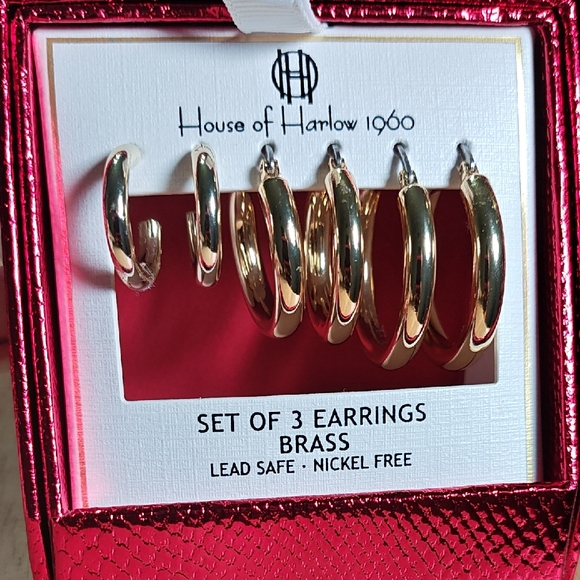 House of Harlow 1960
SET OF 3 EARRINGS
BRASS
LEAD SAFE · NICKEL FREE